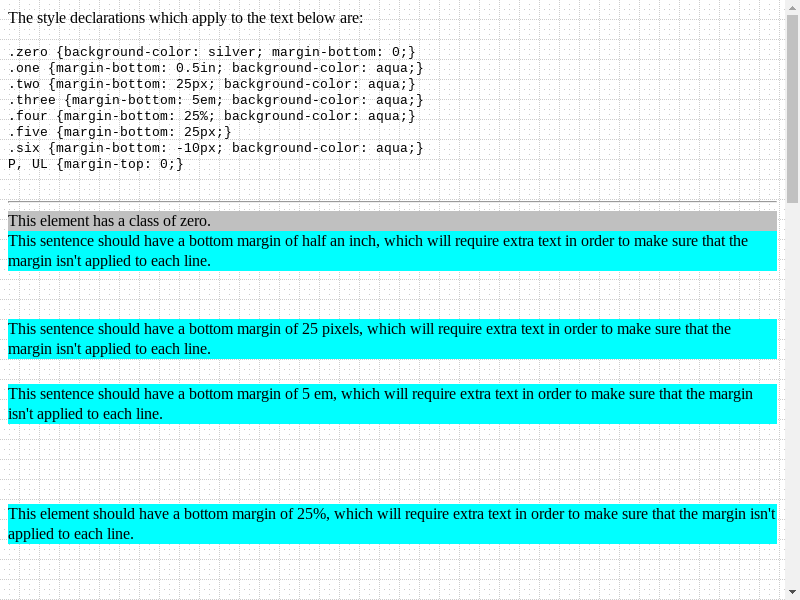 The style declarations which apply to the text below are:
.zero {background-color: silver; margin-bottom: 0;}
.one {margin-bottom: 0.5in; background-color: aqua;}
.two {margin-bottom: 25px; background-color: aqua;}
.three {margin-bottom: 5em; background-color: aqua;}
.four {margin-bottom: 25%; background-color: aqua;}
.five {margin-bottom: 25px;}
.six {margin-bottom: -10px; background-color: aqua;}
P, UL {margin-top: 0;}
This element has a class of zero.
This sentence should have a bottom margin of half an inch, which will require extra text in order to make sure that the
margin isn't applied to each line.
This sentence should have a bottom margin of 25 pixels, which will require extra text in order to make sure that the
margin isn't applied to each line.
This sentence should have a bottom margin of 5 em, which will require extra text in order to make sure that the margin
isn't applied to each line.
This element should have a bottom margin of 25%, which will require extra text in order to make sure that the margin isn't
applied to each line.